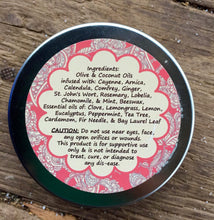 Ingredients:
Olive & Coconut Oils
infused with: Cayenne, Arnica,
Calendula, Comfrey, Ginger,
St. John's Wort, Rosemary, Lobelia,
Chamomile, & Mint, Beeswax,
Essential oils of: Clove, Lemongrass, Lemon,
Eucalyptus, Peppermint, Tea Tree,
Cardamom, Fir Needle, & Bay Laurel Leaf
CAUTION: Do not use near eyes, face,
any open orifices or wounds.
This product is for supportive use
only & is not intended to
treat, cure, or diagnose
any dis-ease.